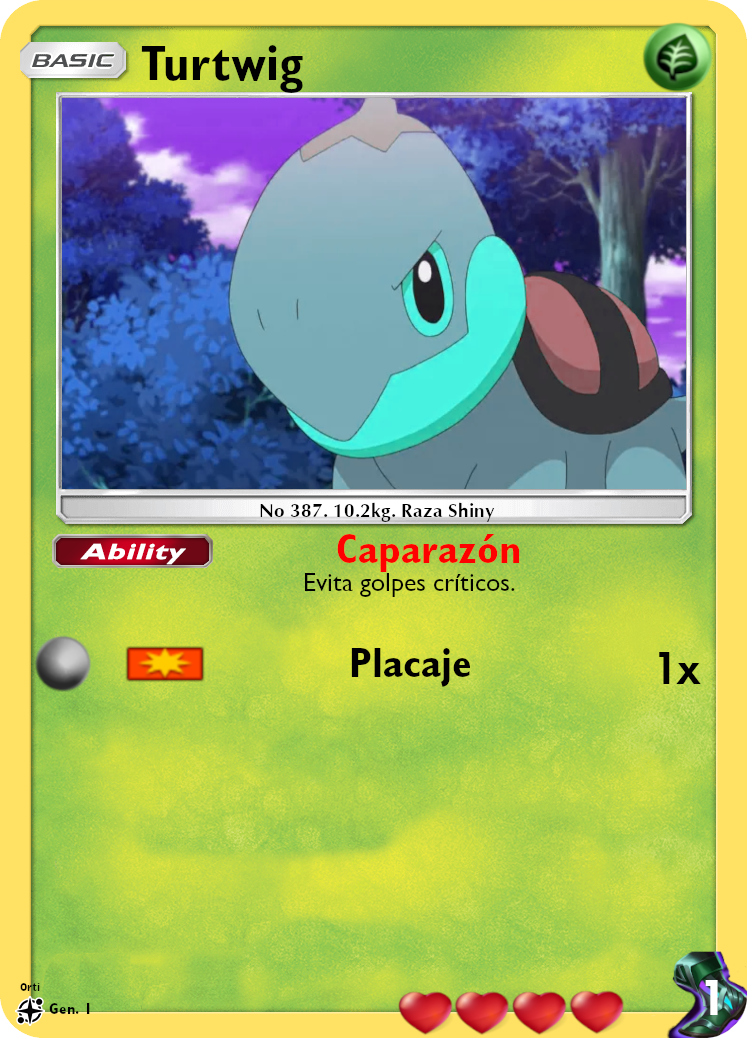 BASIC Turtwig
No 387. 10.2kg. Raza Shiny
Ability Caparazón
Evita golpes críticos.
Placaje 1x
Orti
Gen. 1
1